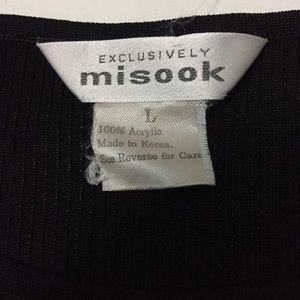 EXCLUSIVELY
misook
L
100% Acrylic
Made in Korea.
See Reverse for Care